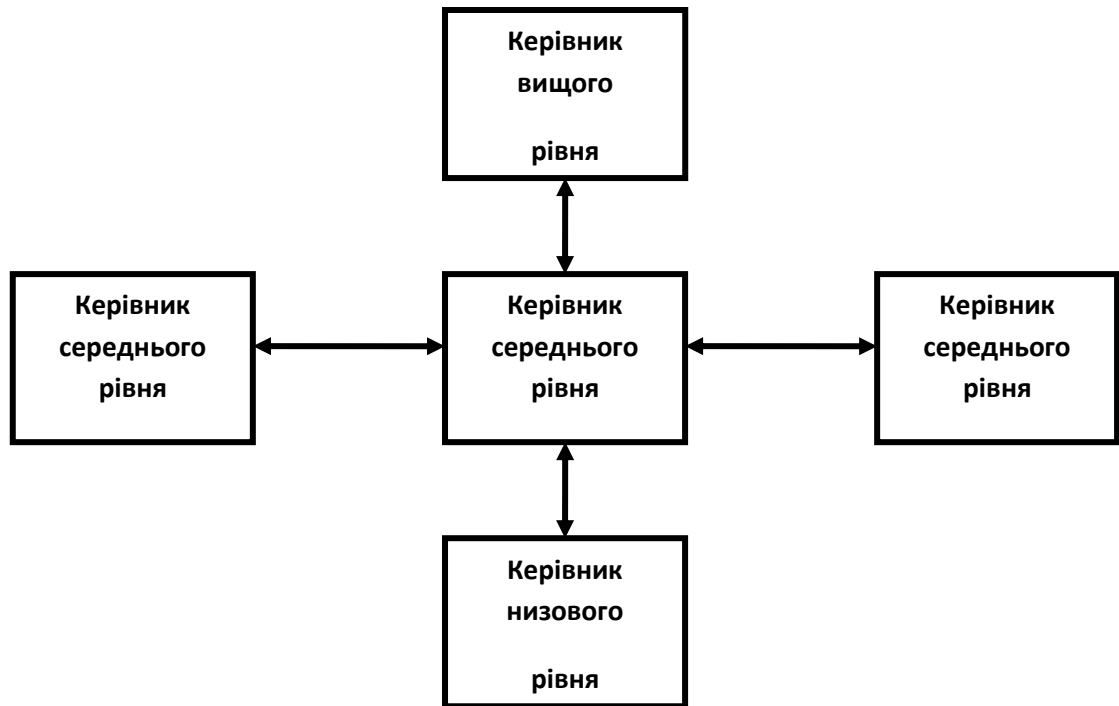 Керівник
вищого
рівня
Керівник
середнього
рівня
Керівник
середнього
рівня
Керівник
середнього
рівня
Керівник
низового
рівня